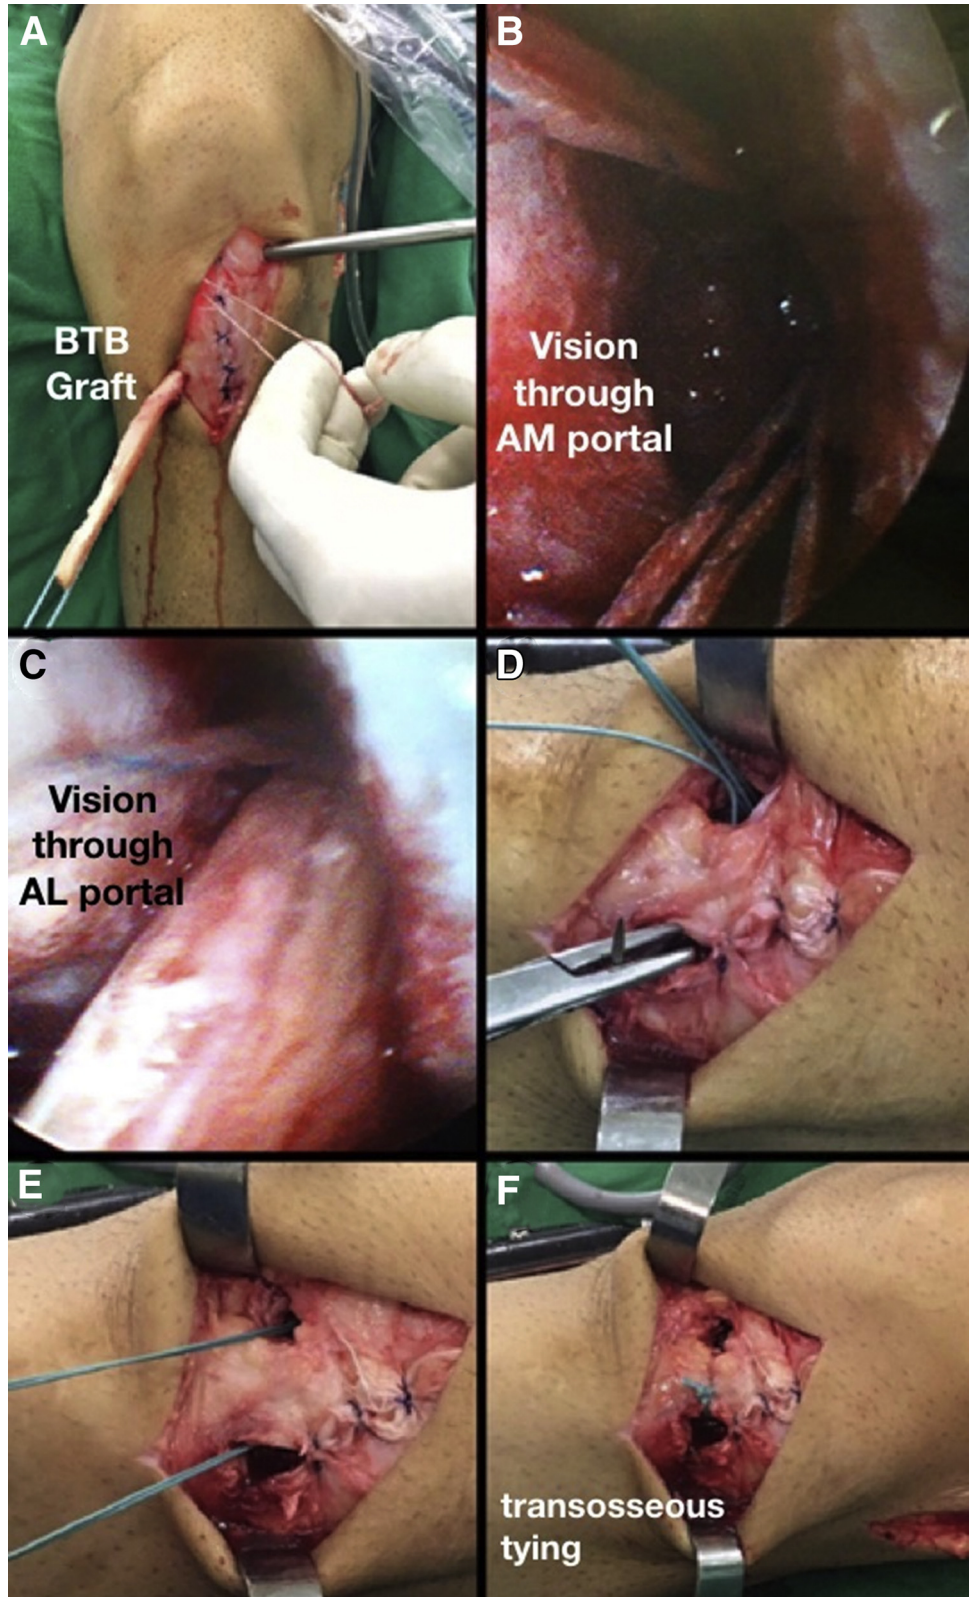 A
BTB
Graft
B
Vision
through
AM portal
C
Vision
through
AL portal
D
E
F
transosseous
tying